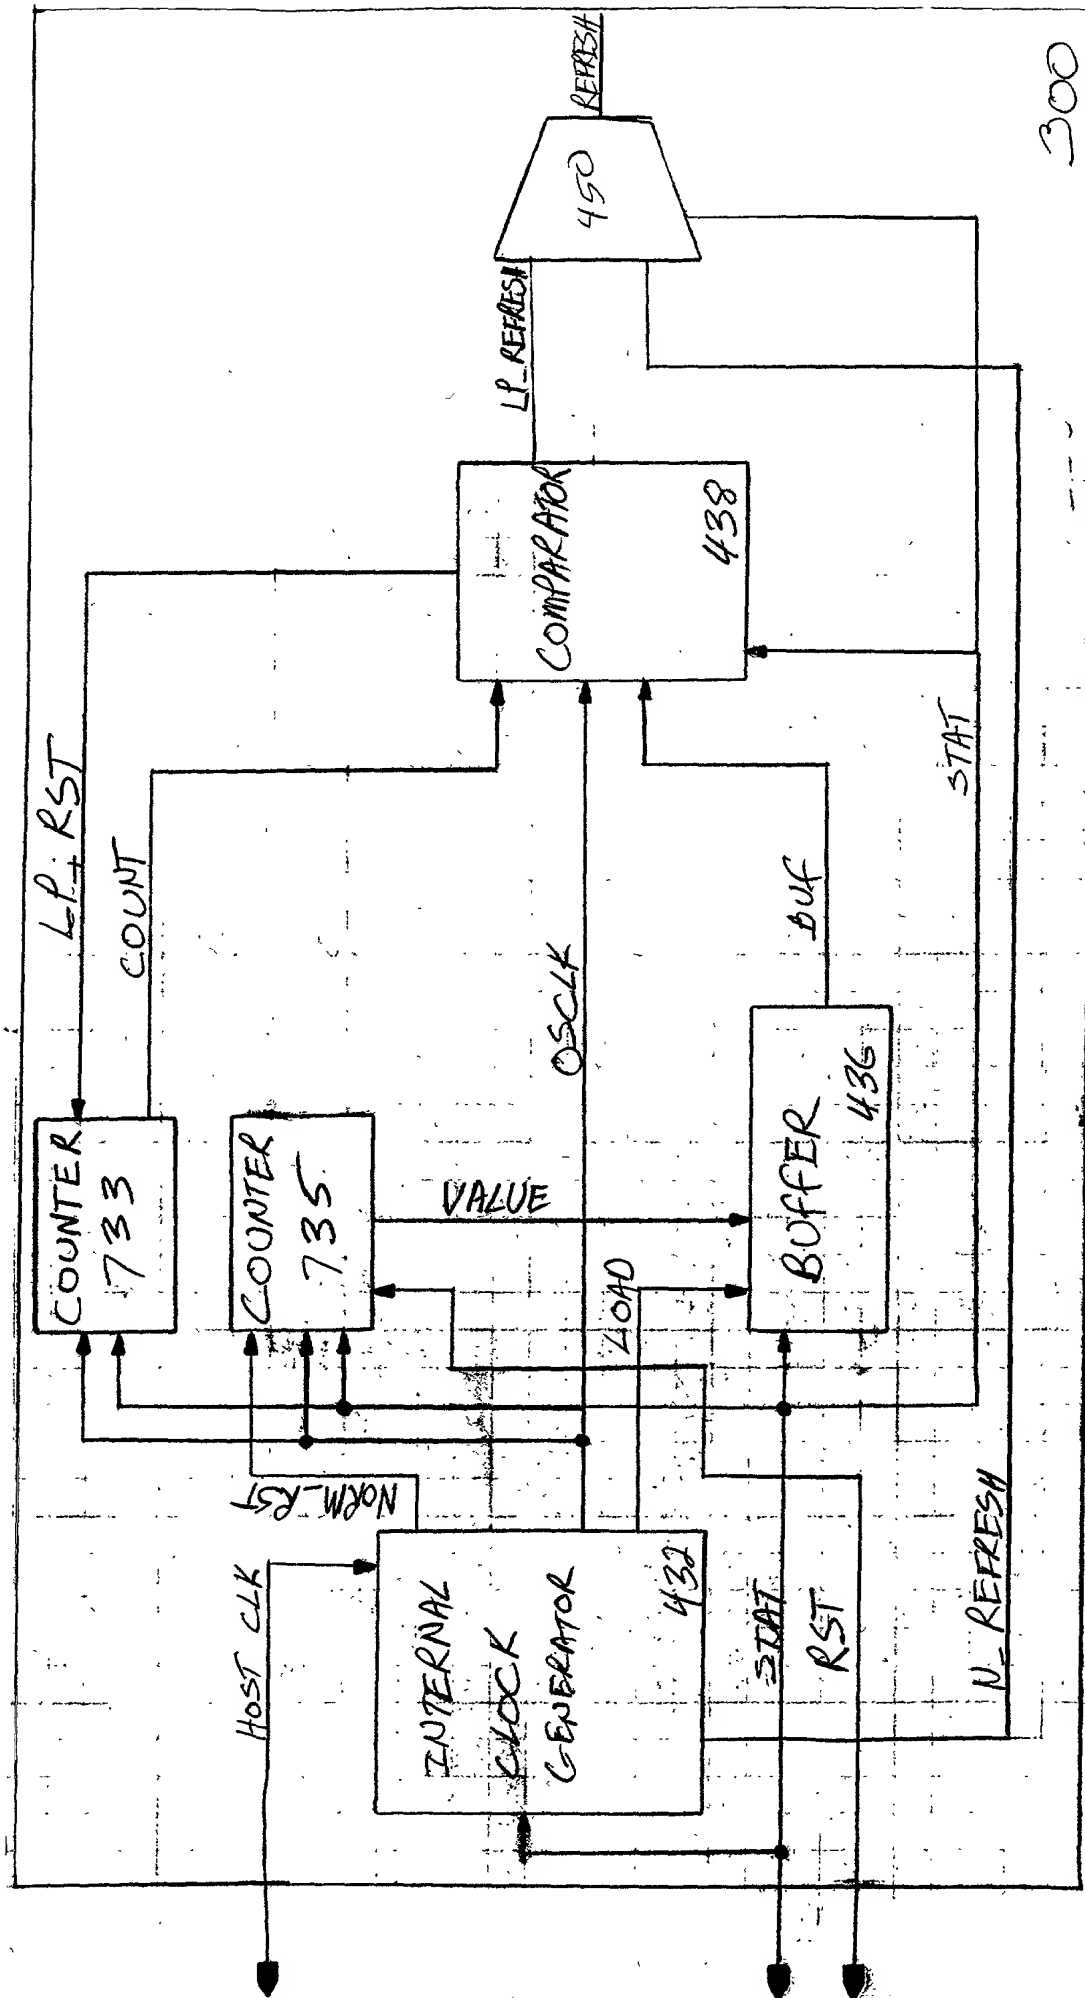 COUNTER
733
LP_RST
COUNT
COUNTER
735
VALUE
HOST CLK
NORM_RST
INTERNAL
CLOCK
GENERATOR
432
OSCLK
LOAD
COMPARATOR
438
LP_REFRESH
450
REFRESH
BUFFER
436
BUF
STAT
STAT
RST
N_REFRESH
300